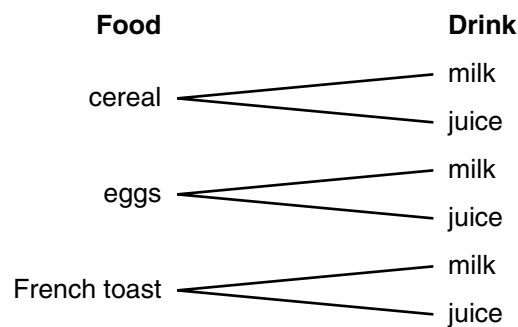 Food Drink
milk
cereal
juice
milk
eggs
juice
milk
French toast
juice